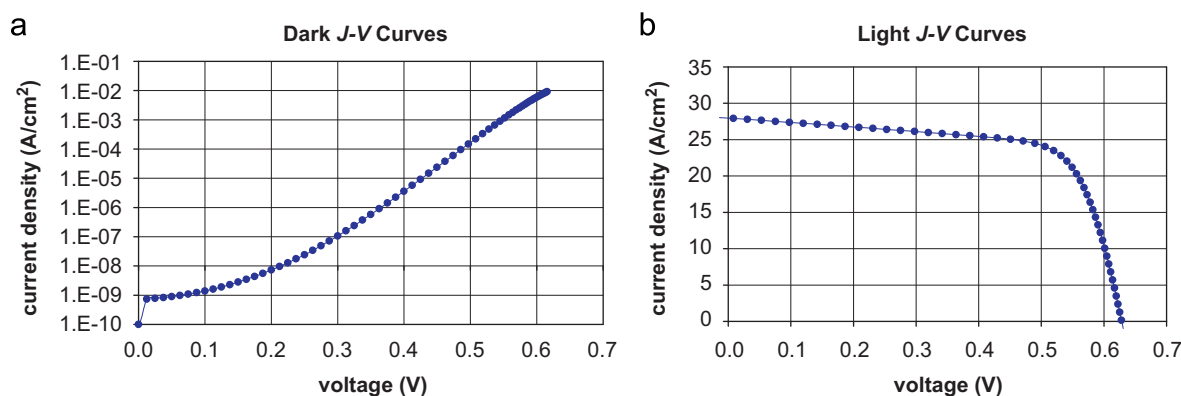 a
Dark J-V Curves
1.E-01
1.E-02
1.E-03
1.E-04
1.E-05
1.E-06
1.E-07
1.E-08
1.E-09
1.E-10
current density (A/cm²)
0.0 0.1 0.2 0.3 0.4 0.5 0.6 0.7
voltage (V)
b
Light J-V Curves
35
30
25
20
15
10
5
0
current density (A/cm²)
0.0 0.1 0.2 0.3 0.4 0.5 0.6 0.7
voltage (V)